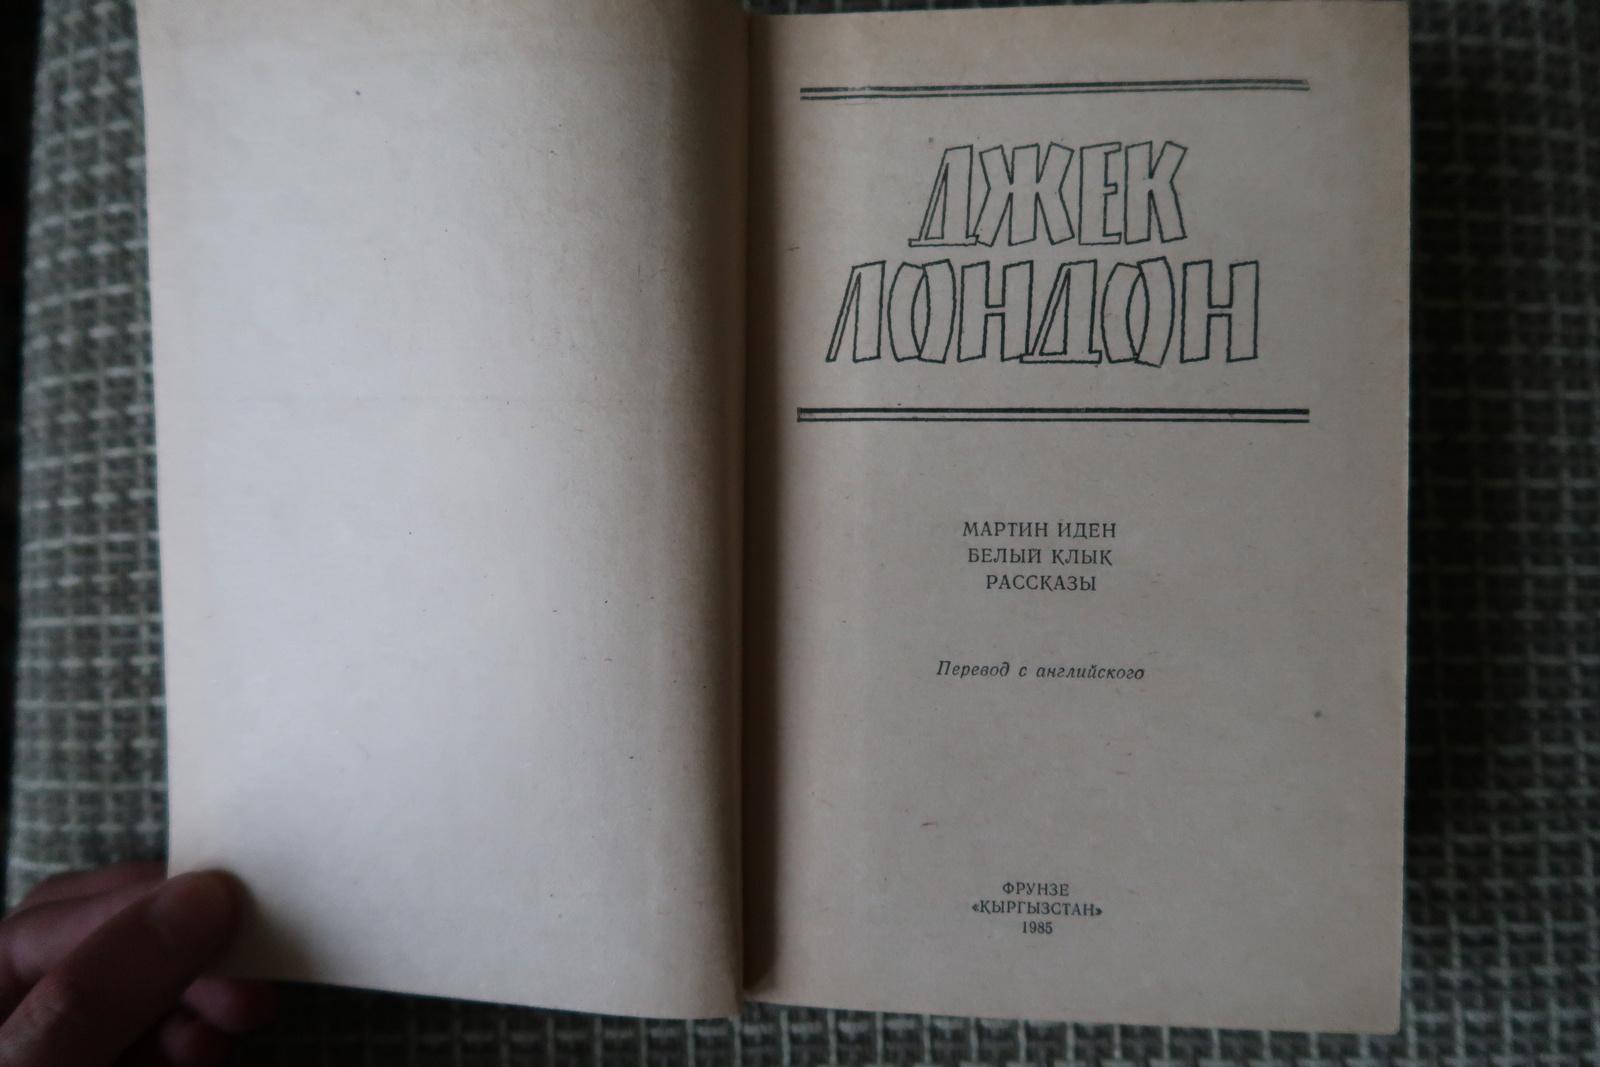 ДЖЕК
ЛОНДОН
МАРТИН ИДЕН
БЕЛЫЙ КЛЫК
РАССКАЗЫ
Перевод с английского
ФРУНЗЕ
«КЫРГЫЗСТАН»
1985